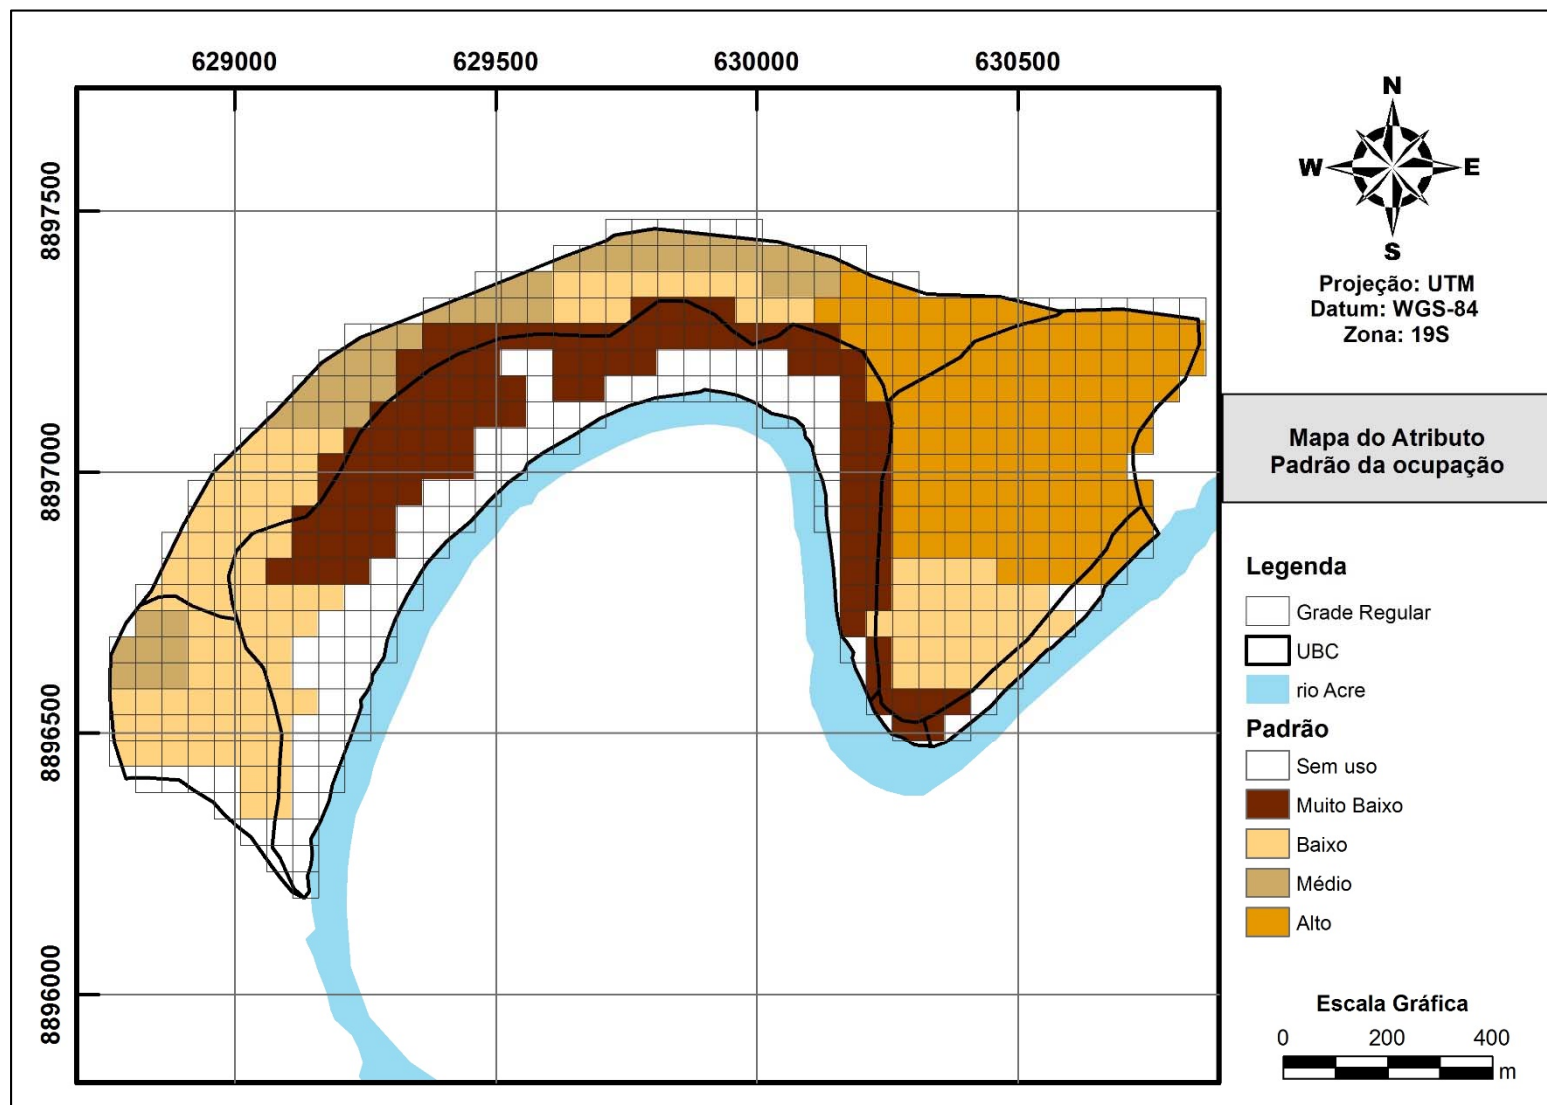 629000 629500 630000 630500
8897500
8897000
8896500
8896000
N
W E
S
Projeção: UTM
Datum: WGS-84
Zona: 19S
Mapa do Atributo
Padrão da ocupação
Legenda
Grade Regular
UBC
rio Acre
Padrão
Sem uso
Muito Baixo
Baixo
Médio
Alto
Escala Gráfica
0 200 400
m